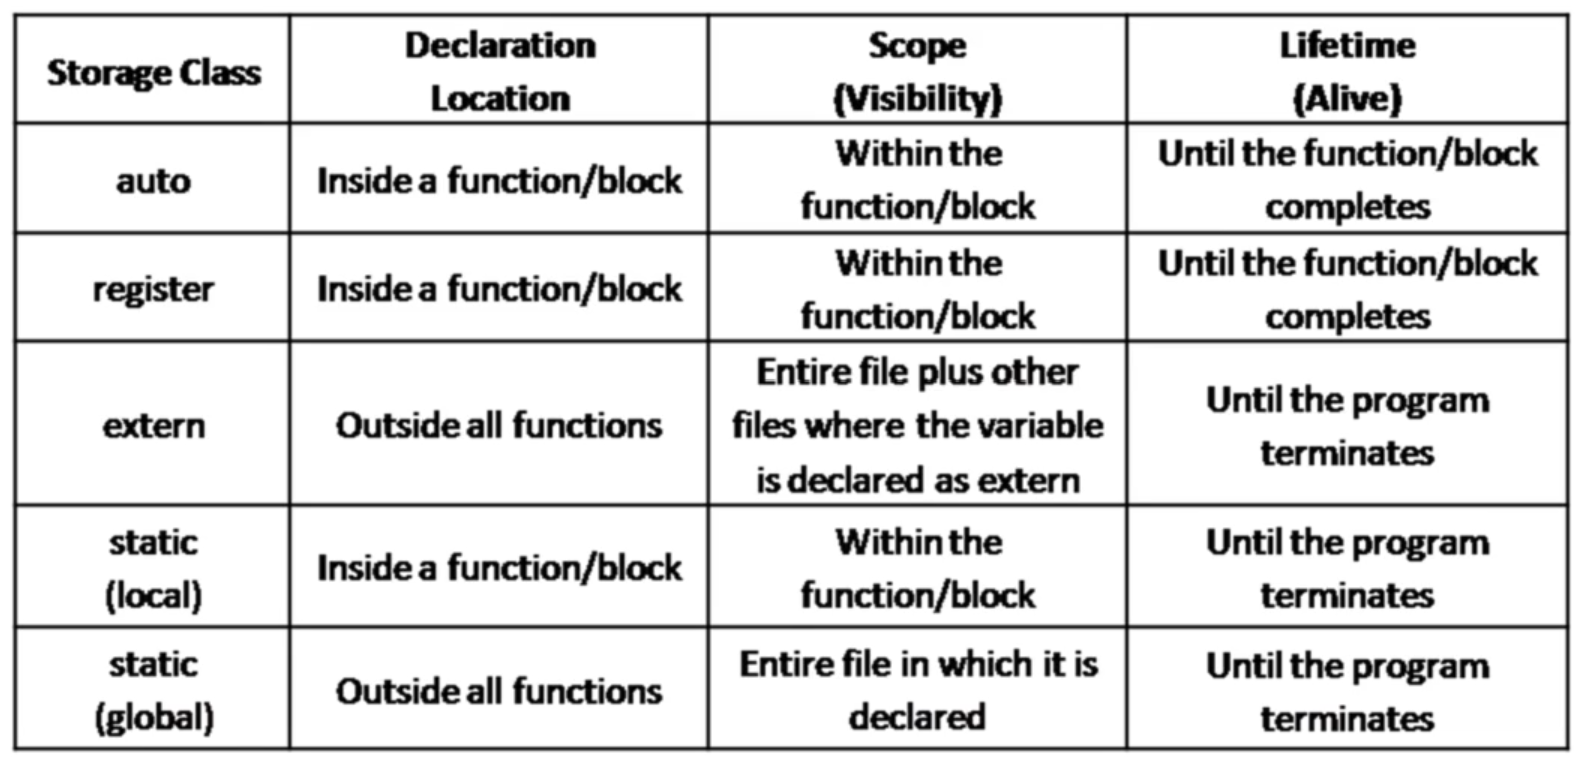 Storage Class
Declaration
Location
Scope
(Visibility)
Lifetime
(Alive)
auto
Inside a function/block
Within the
function/block
Until the function/block
completes
register
Inside a function/block
Within the
function/block
Until the function/block
completes
extern
Outside all functions
Entire file plus other
files where the variable
is declared as extern
Until the program
terminates
static
(local)
Inside a function/block
Within the
function/block
Until the program
terminates
static
(global)
Outside all functions
Entire file in which it is
declared
Until the program
terminates